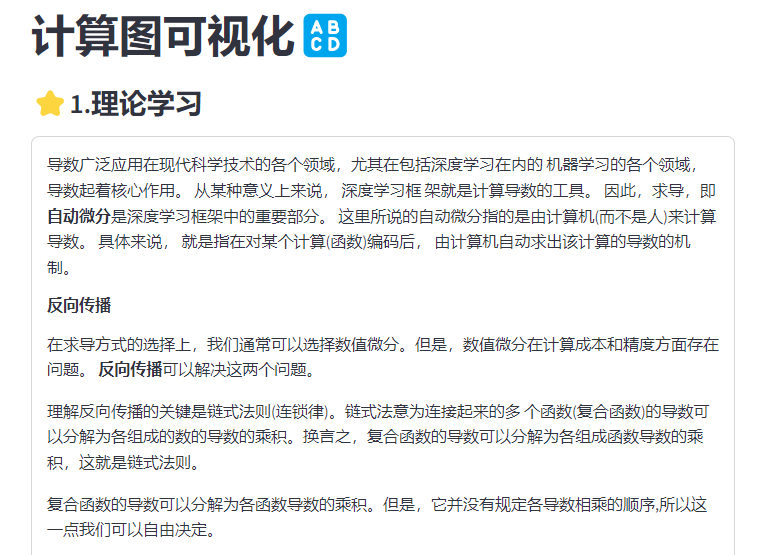 计算图可视化 🔠
⭐ 1.理论学习
导数广泛应用在现代科学技术的各个领域，尤其在包括深度学习在内的 机器学习的各个领域，
导数起着核心作用。 从某种意义上来说， 深度学习框 架就是计算导数的工具。 因此，求导，即
自动微分是深度学习框架中的重要部分。 这里所说的自动微分指的是由计算机(而不是人)来计算
导数。 具体来说， 就是指在对某个计算(函数)编码后， 由计算机自动求出该计算的导数的机
制。
反向传播
在求导方式的选择上，我们通常可以选择数值微分。但是，数值微分在计算成本和精度方面存在
问题。 反向传播可以解决这两个问题。
理解反向传播的关键是链式法则(连锁律)。链式法意为连接起来的多 个函数(复合函数)的导数可
以分解为各组成的数的导数的乘积。换言之，复合函数的导数可以分解为各组成函数导数的乘
积，这就是链式法则。
复合函数的导数可以分解为各函数导数的乘积。但是，它并没有规定各导数相乘的顺序,所以这
一点我们可以自由决定。